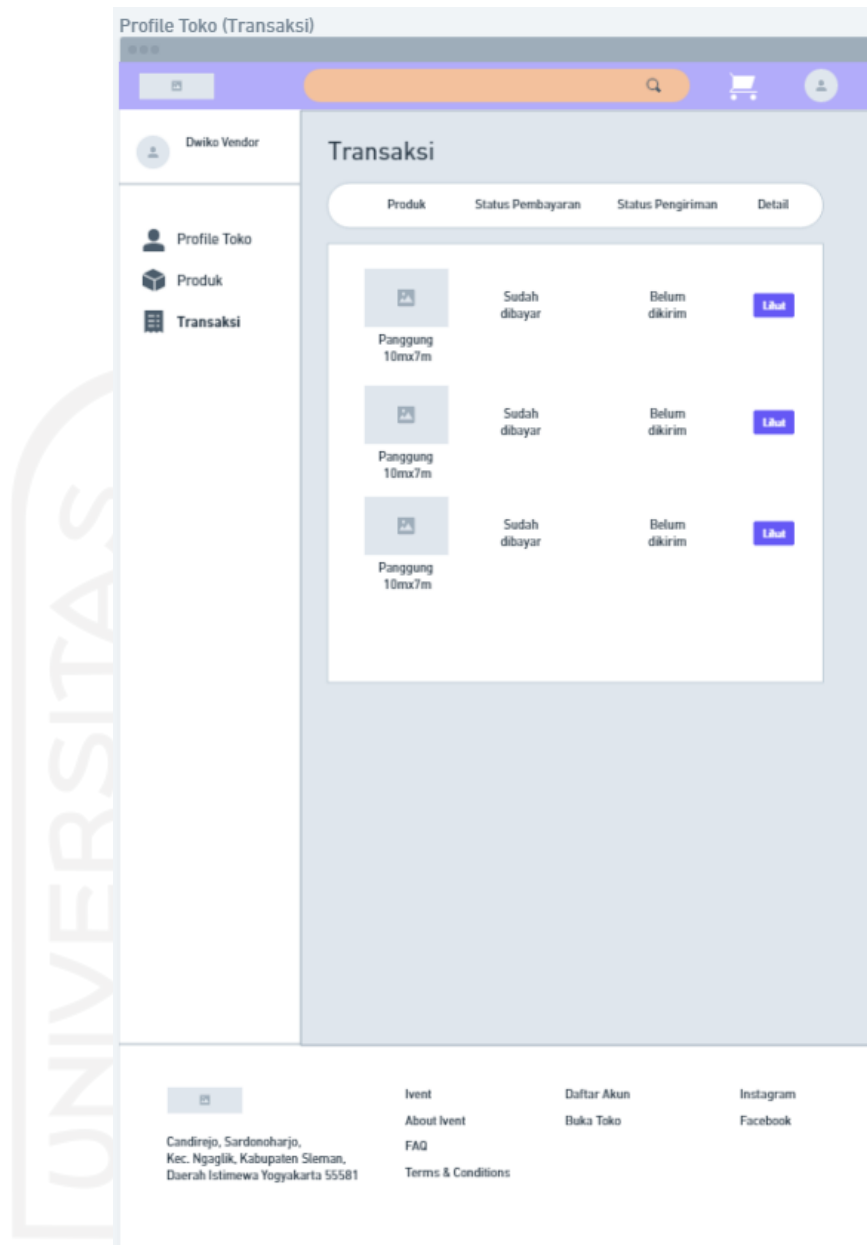 Profile Toko (Transaksi)
Dwiko Vendor
Profile Toko
Produk
Transaksi
Transaksi
Produk Status Pembayaran Status Pengiriman Detail
Panggung
10mx7m
Sudah
dibayar
Belum
dikirim
Lihat
Panggung
10mx7m
Sudah
dibayar
Belum
dikirim
Lihat
Panggung
10mx7m
Sudah
dibayar
Belum
dikirim
Lihat
Candirejo, Sardonoharjo,
Kec. Ngaglik, Kabupaten Sleman,
Daerah Istimewa Yogyakarta 55581
Ivent
About Ivent
FAQ
Terms & Conditions
Daftar Akun
Buka Toko
Instagram
Facebook
UNIVERSITAS